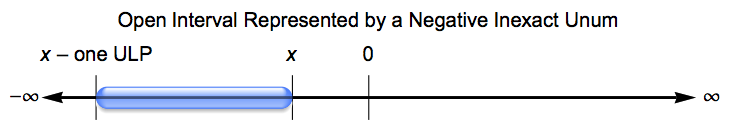 Open Interval Represented by a Negative Inexact Unum
x – one ULP x 0
–∞ ∞